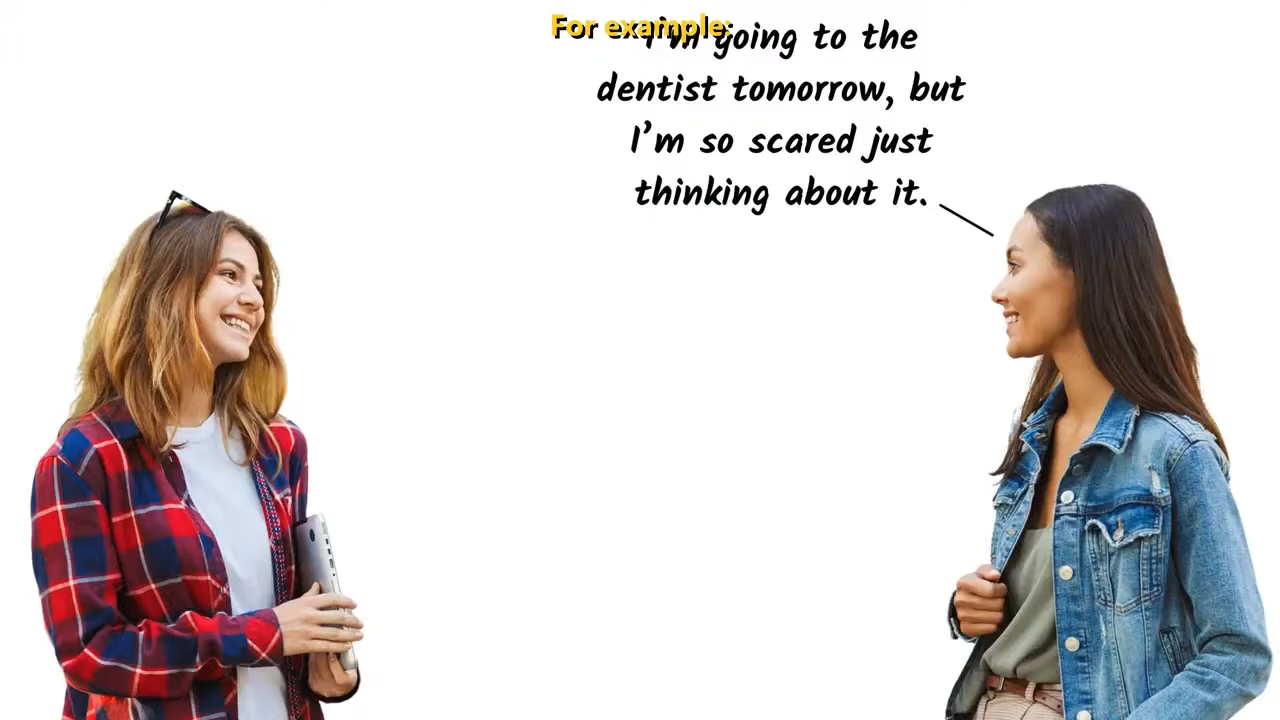 For example:
I'm going to the
dentist tomorrow, but
I'm so scared just
thinking about it.